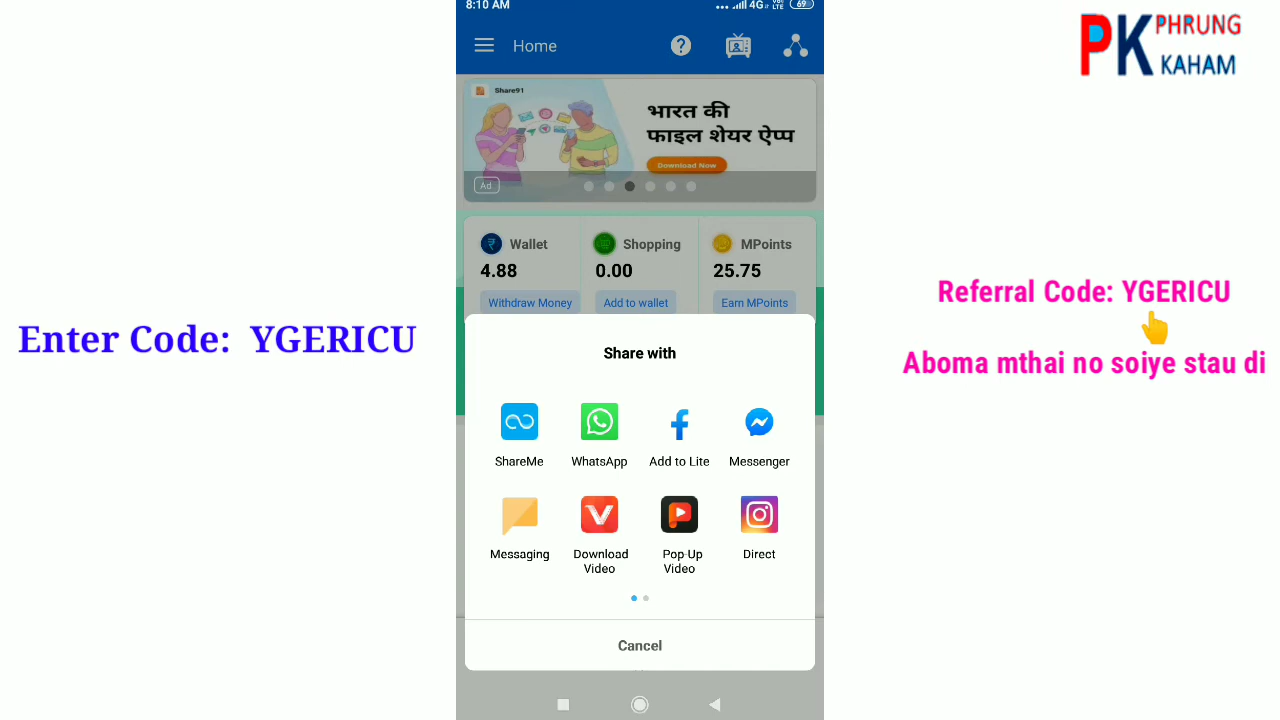 8:10 AM
4G
VoLTE
69
Home
PK PHRUNG
KAHAM
Share91
भारत की
फाइल शेयर ऐप्प
Download Now
Ad
Wallet
Shopping
MPoints
4.88
0.00
25.75
Withdraw Money
Add to wallet
Earn MPoints
Enter Code: YGERICU
Referral Code: YGERICU
Aboma mthai no soiye stau di
Share with
ShareMe
WhatsApp
Add to Lite
Messenger
Messaging
Download
Video
Pop-Up
Video
Direct
Cancel